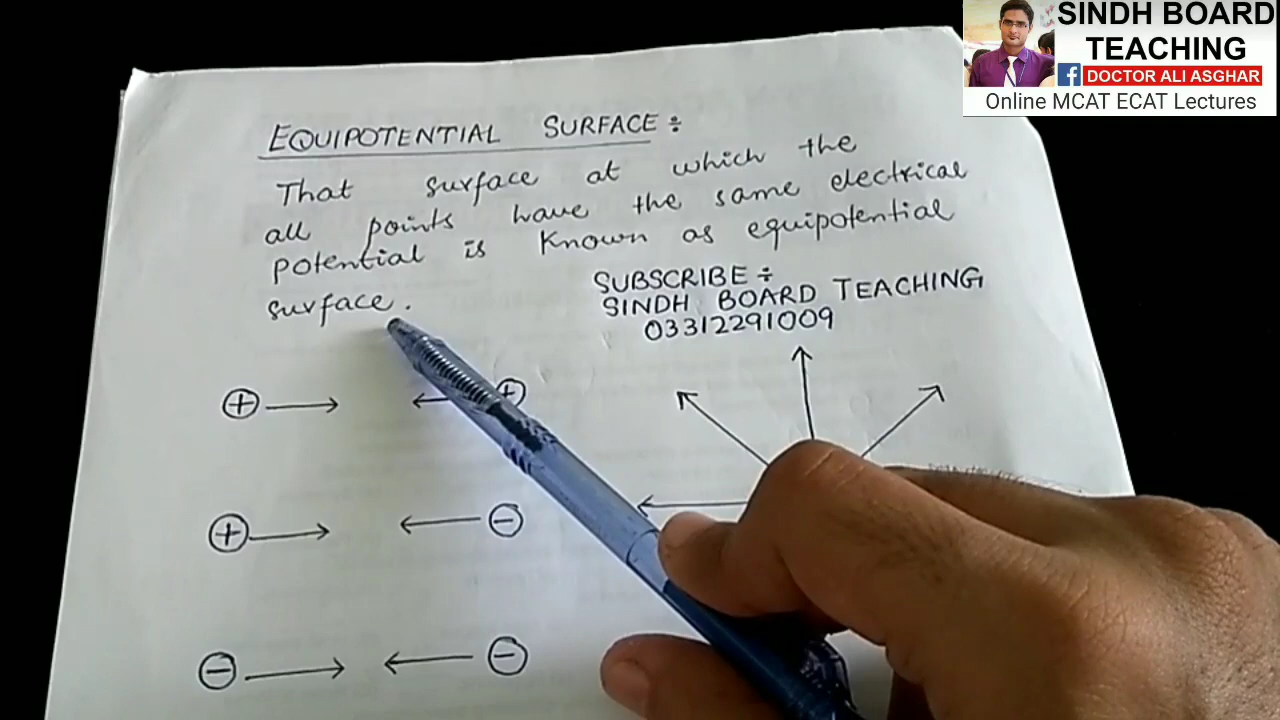 SINDH BOARD
TEACHING
f DOCTOR ALI ASGHAR
Online MCAT ECAT Lectures
EQUIPOTENTIAL SURFACE÷
That surface at which the
all points have the same electrical
potential is known as equipotential
surface.
SUBSCRIBE÷
SINDH BOARD TEACHING
03312291009
+ +
+ −
− −